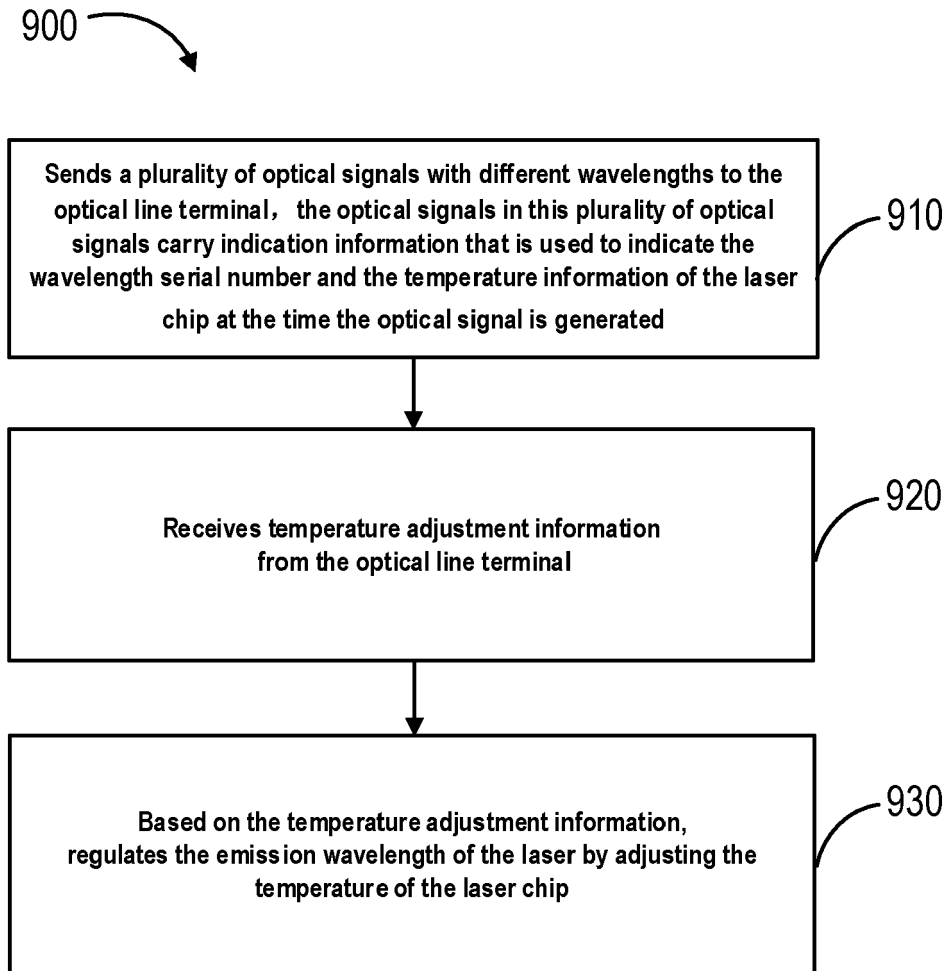 900
Sends a plurality of optical signals with different wavelengths to the
optical line terminal,  the optical signals in this plurality of optical
signals carry indication information that is used to indicate the
wavelength serial number and the temperature information of the laser
chip at the time the optical signal is generated
910
Receives temperature adjustment information
from the optical line terminal
920
Based on the temperature adjustment information,
regulates the emission wavelength of the laser by adjusting the
temperature of the laser chip
930